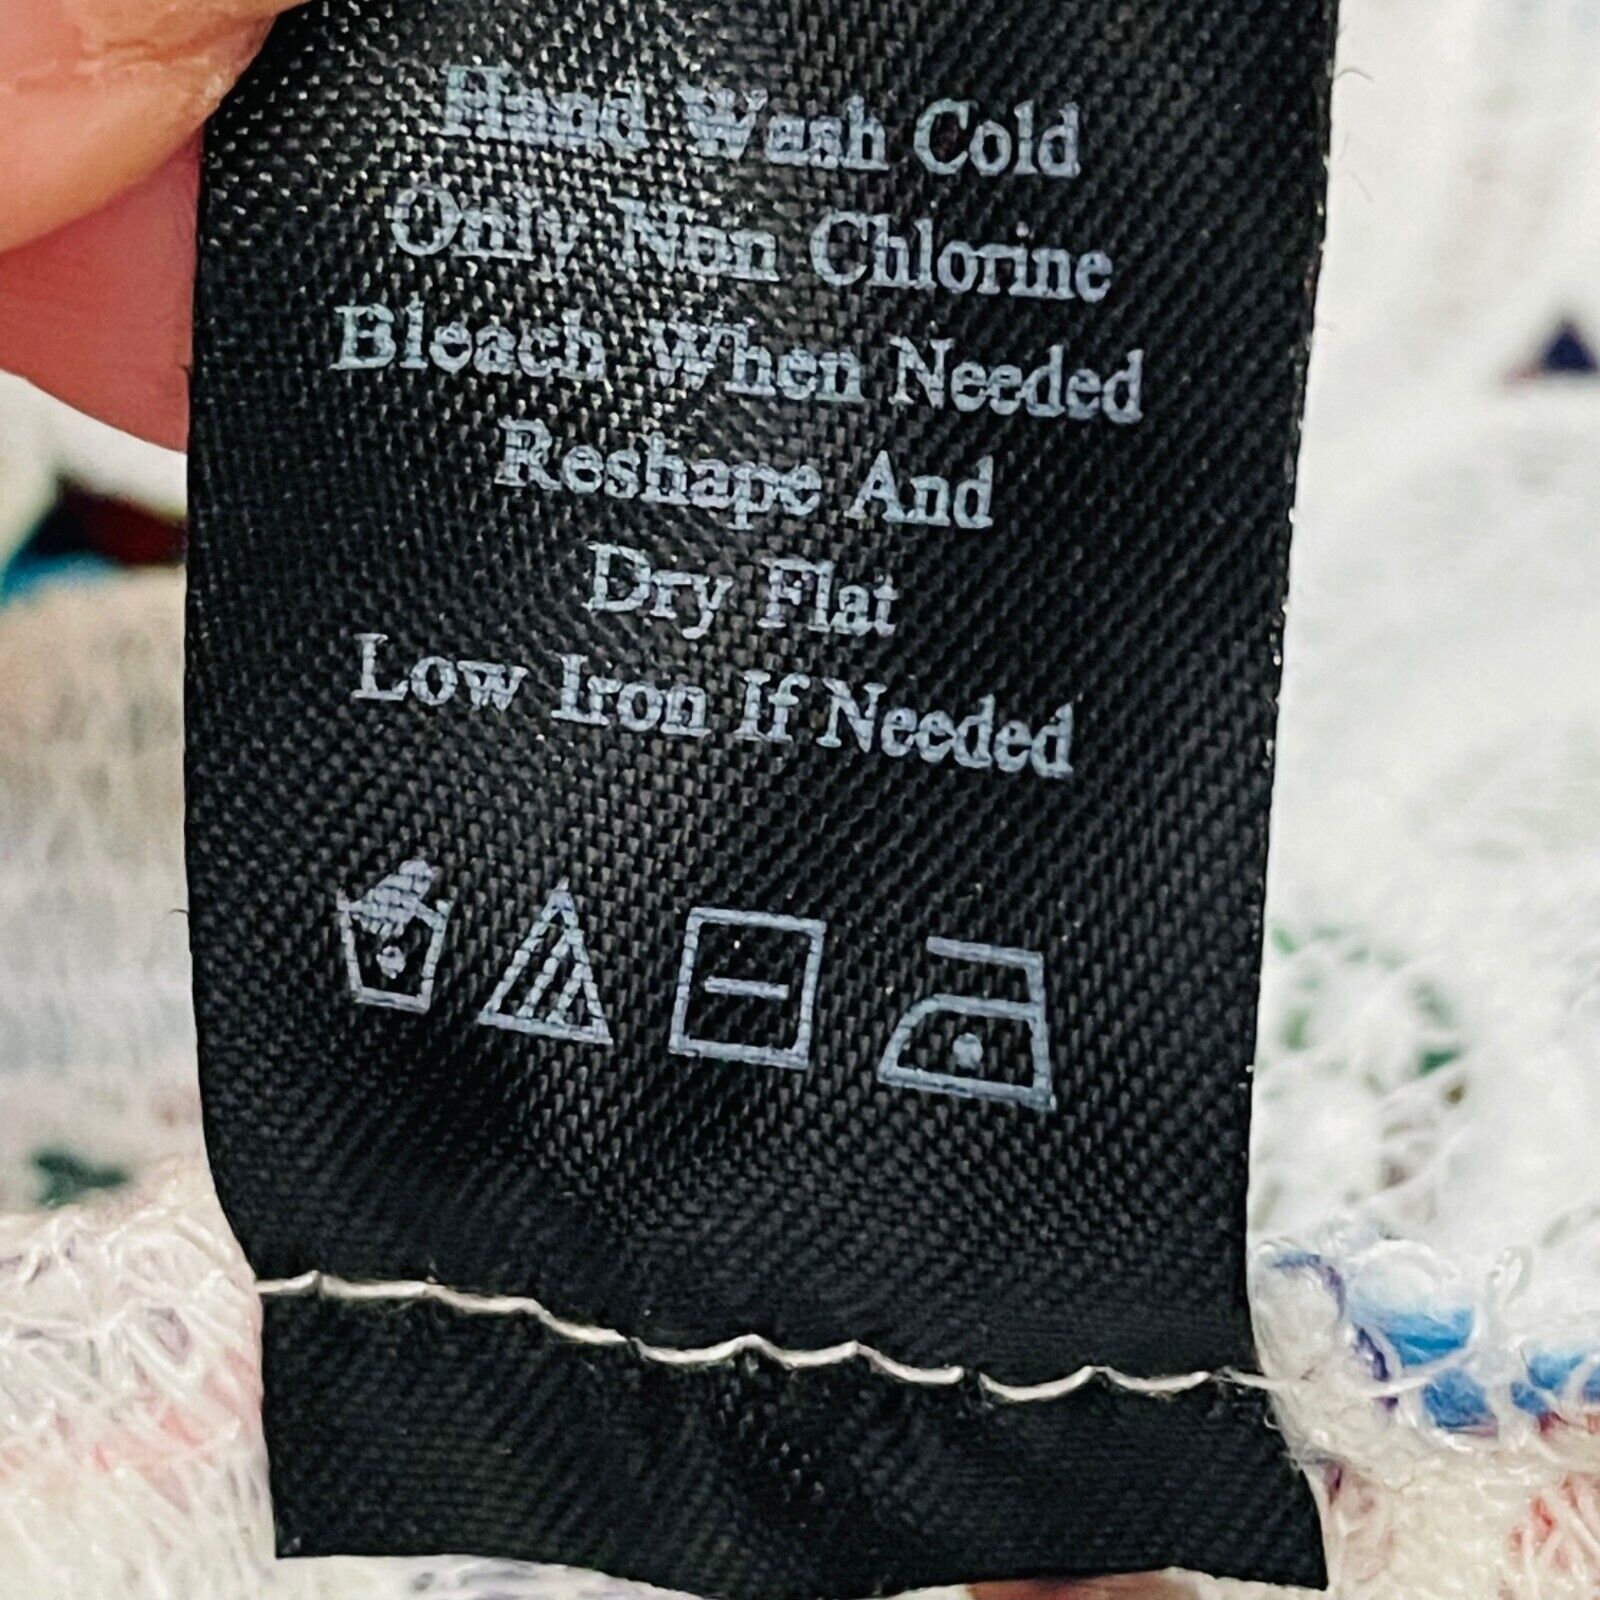 Hand Wash Cold
Only Non Chlorine
Bleach When Needed
Reshape And
Dry Flat
Low Iron If Needed